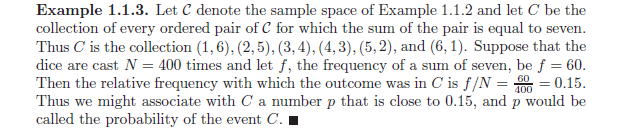 Example 1.1.3. Let 𝒞 denote the sample space of Example 1.1.2 and let C be the
collection of every ordered pair of 𝒞 for which the sum of the pair is equal to seven.
Thus C is the collection (1, 6), (2, 5), (3, 4), (4, 3), (5, 2), and (6, 1). Suppose that the
dice are cast N = 400 times and let f, the frequency of a sum of seven, be f = 60.
Then the relative frequency with which the outcome was in C is f/N = 60/400 = 0.15.
Thus we might associate with C a number p that is close to 0.15, and p would be
called the probability of the event C. ■